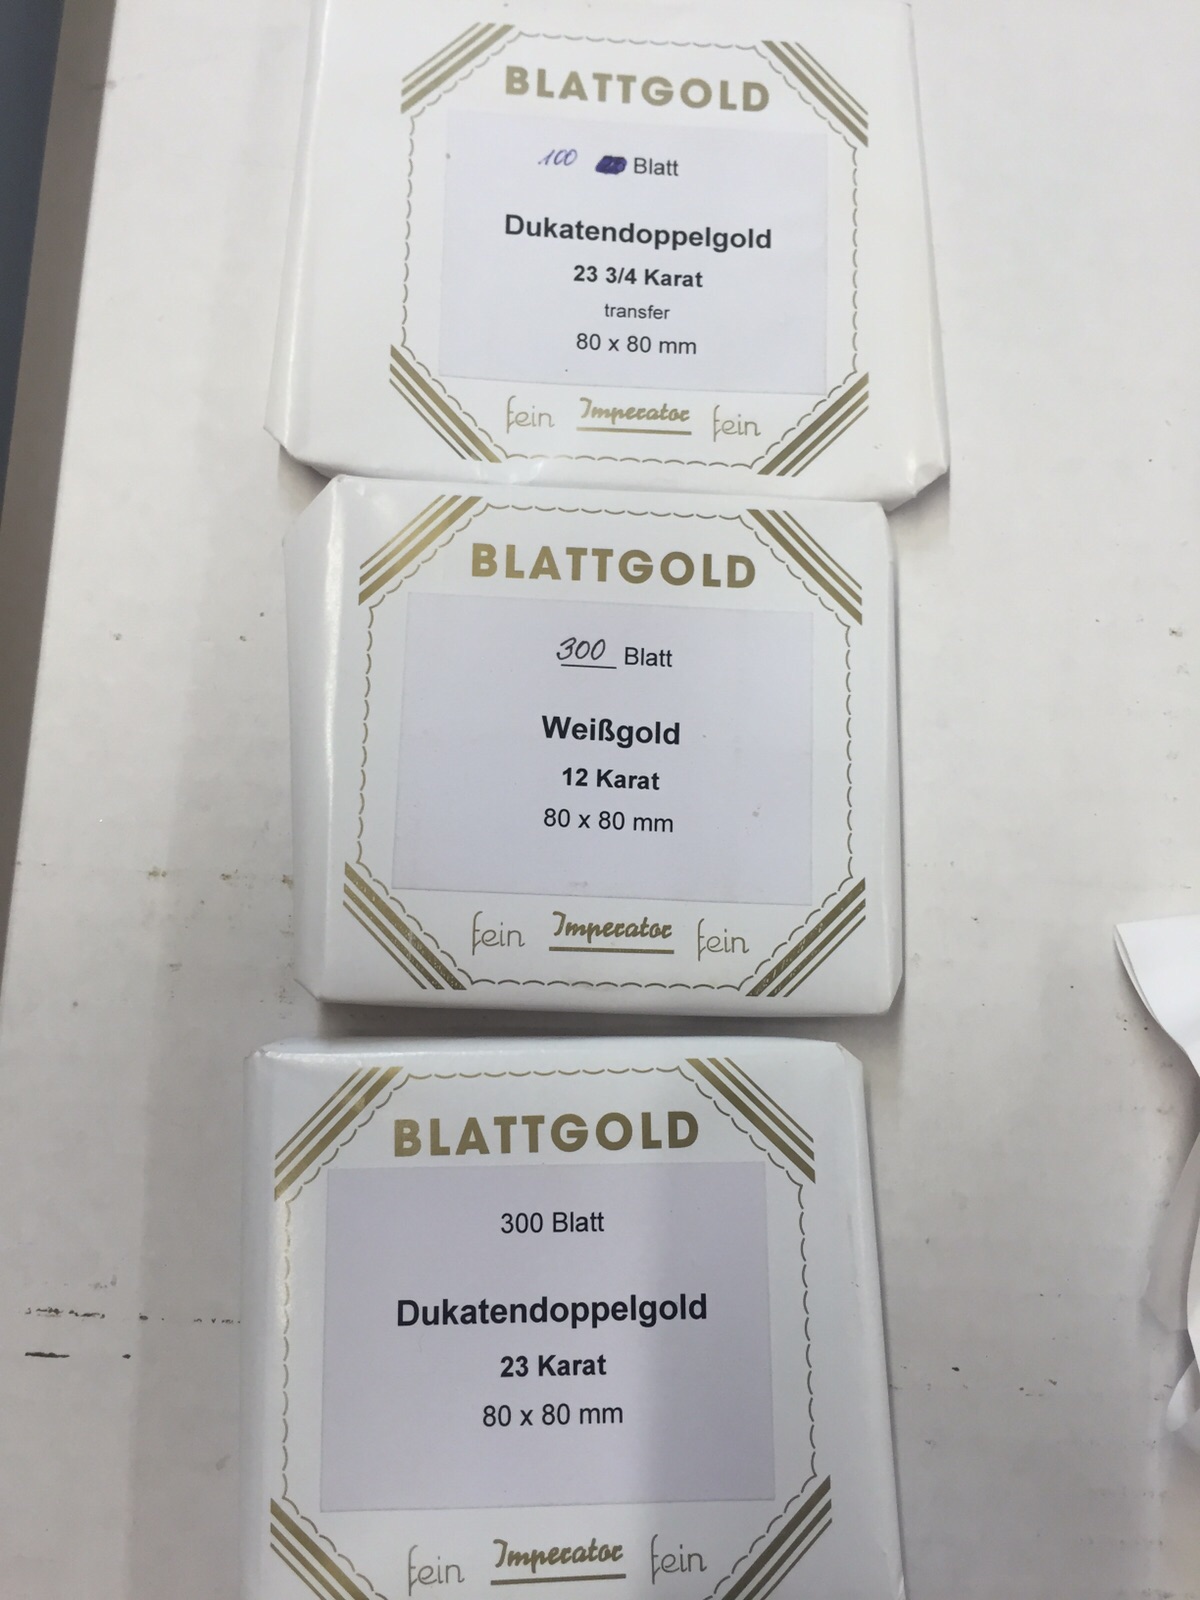 BLATTGOLD
100 Blatt
Dukatendoppelgold
23 3/4 Karat
transfer
80 x 80 mm
fein Imperator fein
BLATTGOLD
300 Blatt
Weißgold
12 Karat
80 x 80 mm
fein Imperator fein
BLATTGOLD
300 Blatt
Dukatendoppelgold
23 Karat
80 x 80 mm
fein Imperator fein